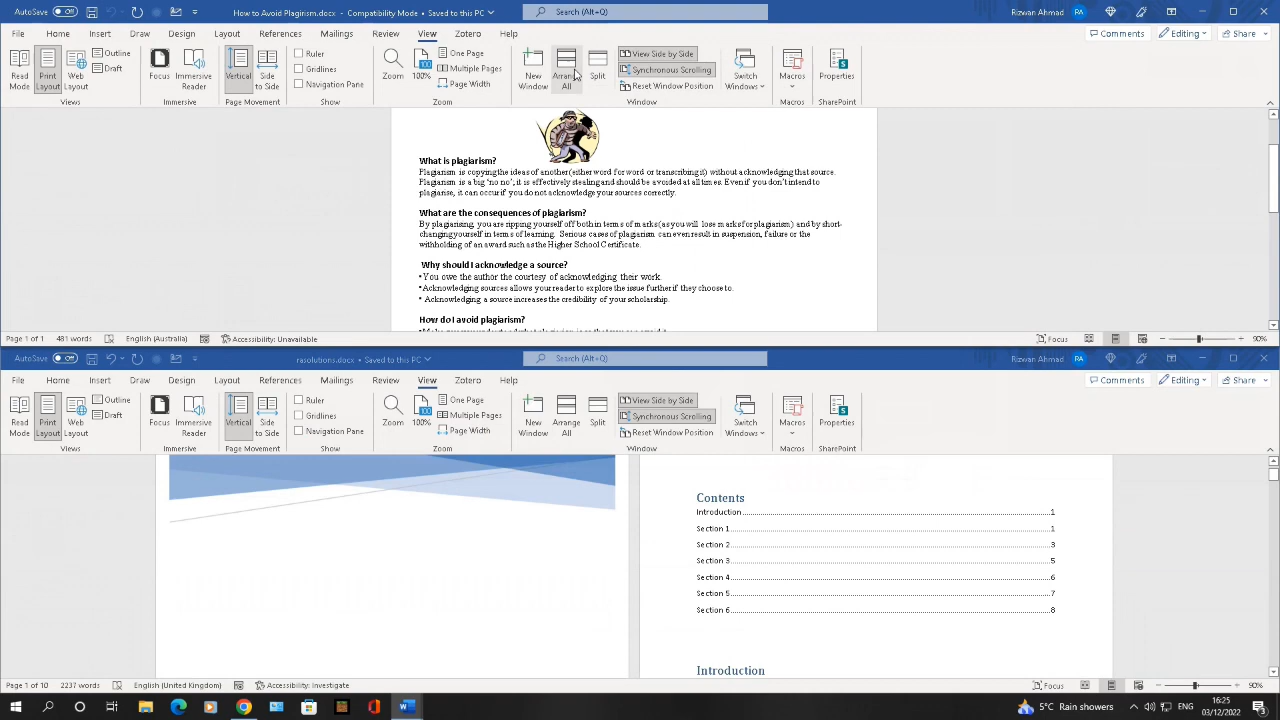 AutoSave Off How to Avoid Plagiarism.docx - Compatibility Mode • Saved to this PC Search (Alt+Q) Rizwan Ahmad RA
File Home Insert Draw Design Layout References Mailings Review View Zotero Help Comments Editing Share
Read Mode Print Layout Web Layout Outline Draft Focus Immersive Reader Vertical Side to Side Ruler Gridlines Navigation Pane Zoom 100 100% One Page Multiple Pages Page Width New Window Arrange All Split View Side by Side Synchronous Scrolling Reset Window Position Switch Windows Macros Properties
Views Immersive Page Movement Show Zoom Window Macros SharePoint
What is plagiarism?
Plagiarism is copying the ideas of another (either word for word or transcribing it) without acknowledging that source.
Plagiarism is a big 'no no', it is effectively stealing and should be avoided at all times. Even if you don't intend to
plagiarise, it can occur if you do not acknowledge your sources correctly.
What are the consequences of plagiarism?
By plagiarising you are ripping yourself off both in terms of marks (as you will lose marks for plagiarism) and by short-
changing yourself in terms of learning. Serious cases of plagiarism can even result in suspension, failure or the
withholding of an award such as the Higher School Certificate.
Why should I acknowledge a source?
•You owe the author the courtesy of acknowledging their work.
•Acknowledging sources allows your reader to explore the issue further if they choose to.
• Acknowledging a source increases the credibility of your scholarship.
How do I avoid plagiarism?
Page 1 of 1 481 words English (Australia) Accessibility: Unavailable Focus 90%
AutoSave Off rasolutions.docx • Saved to this PC Search (Alt+Q) Rizwan Ahmad RA
File Home Insert Draw Design Layout References Mailings Review View Zotero Help Comments Editing Share
Read Mode Print Layout Web Layout Outline Draft Focus Immersive Reader Vertical Side to Side Ruler Gridlines Navigation Pane Zoom 100 100% One Page Multiple Pages Page Width New Window Arrange All Split View Side by Side Synchronous Scrolling Reset Window Position Switch Windows Macros Properties
Views Immersive Page Movement Show Zoom Window Macros SharePoint
Contents
Introduction 1
Section 1 1
Section 2 3
Section 3 5
Section 4 6
Section 5 7
Section 6 8
Introduction
Page 1 of 10 2237 words English (United Kingdom) Accessibility: Investigate Focus 90%
5°C Rain showers ENG 16:25
03/12/2022